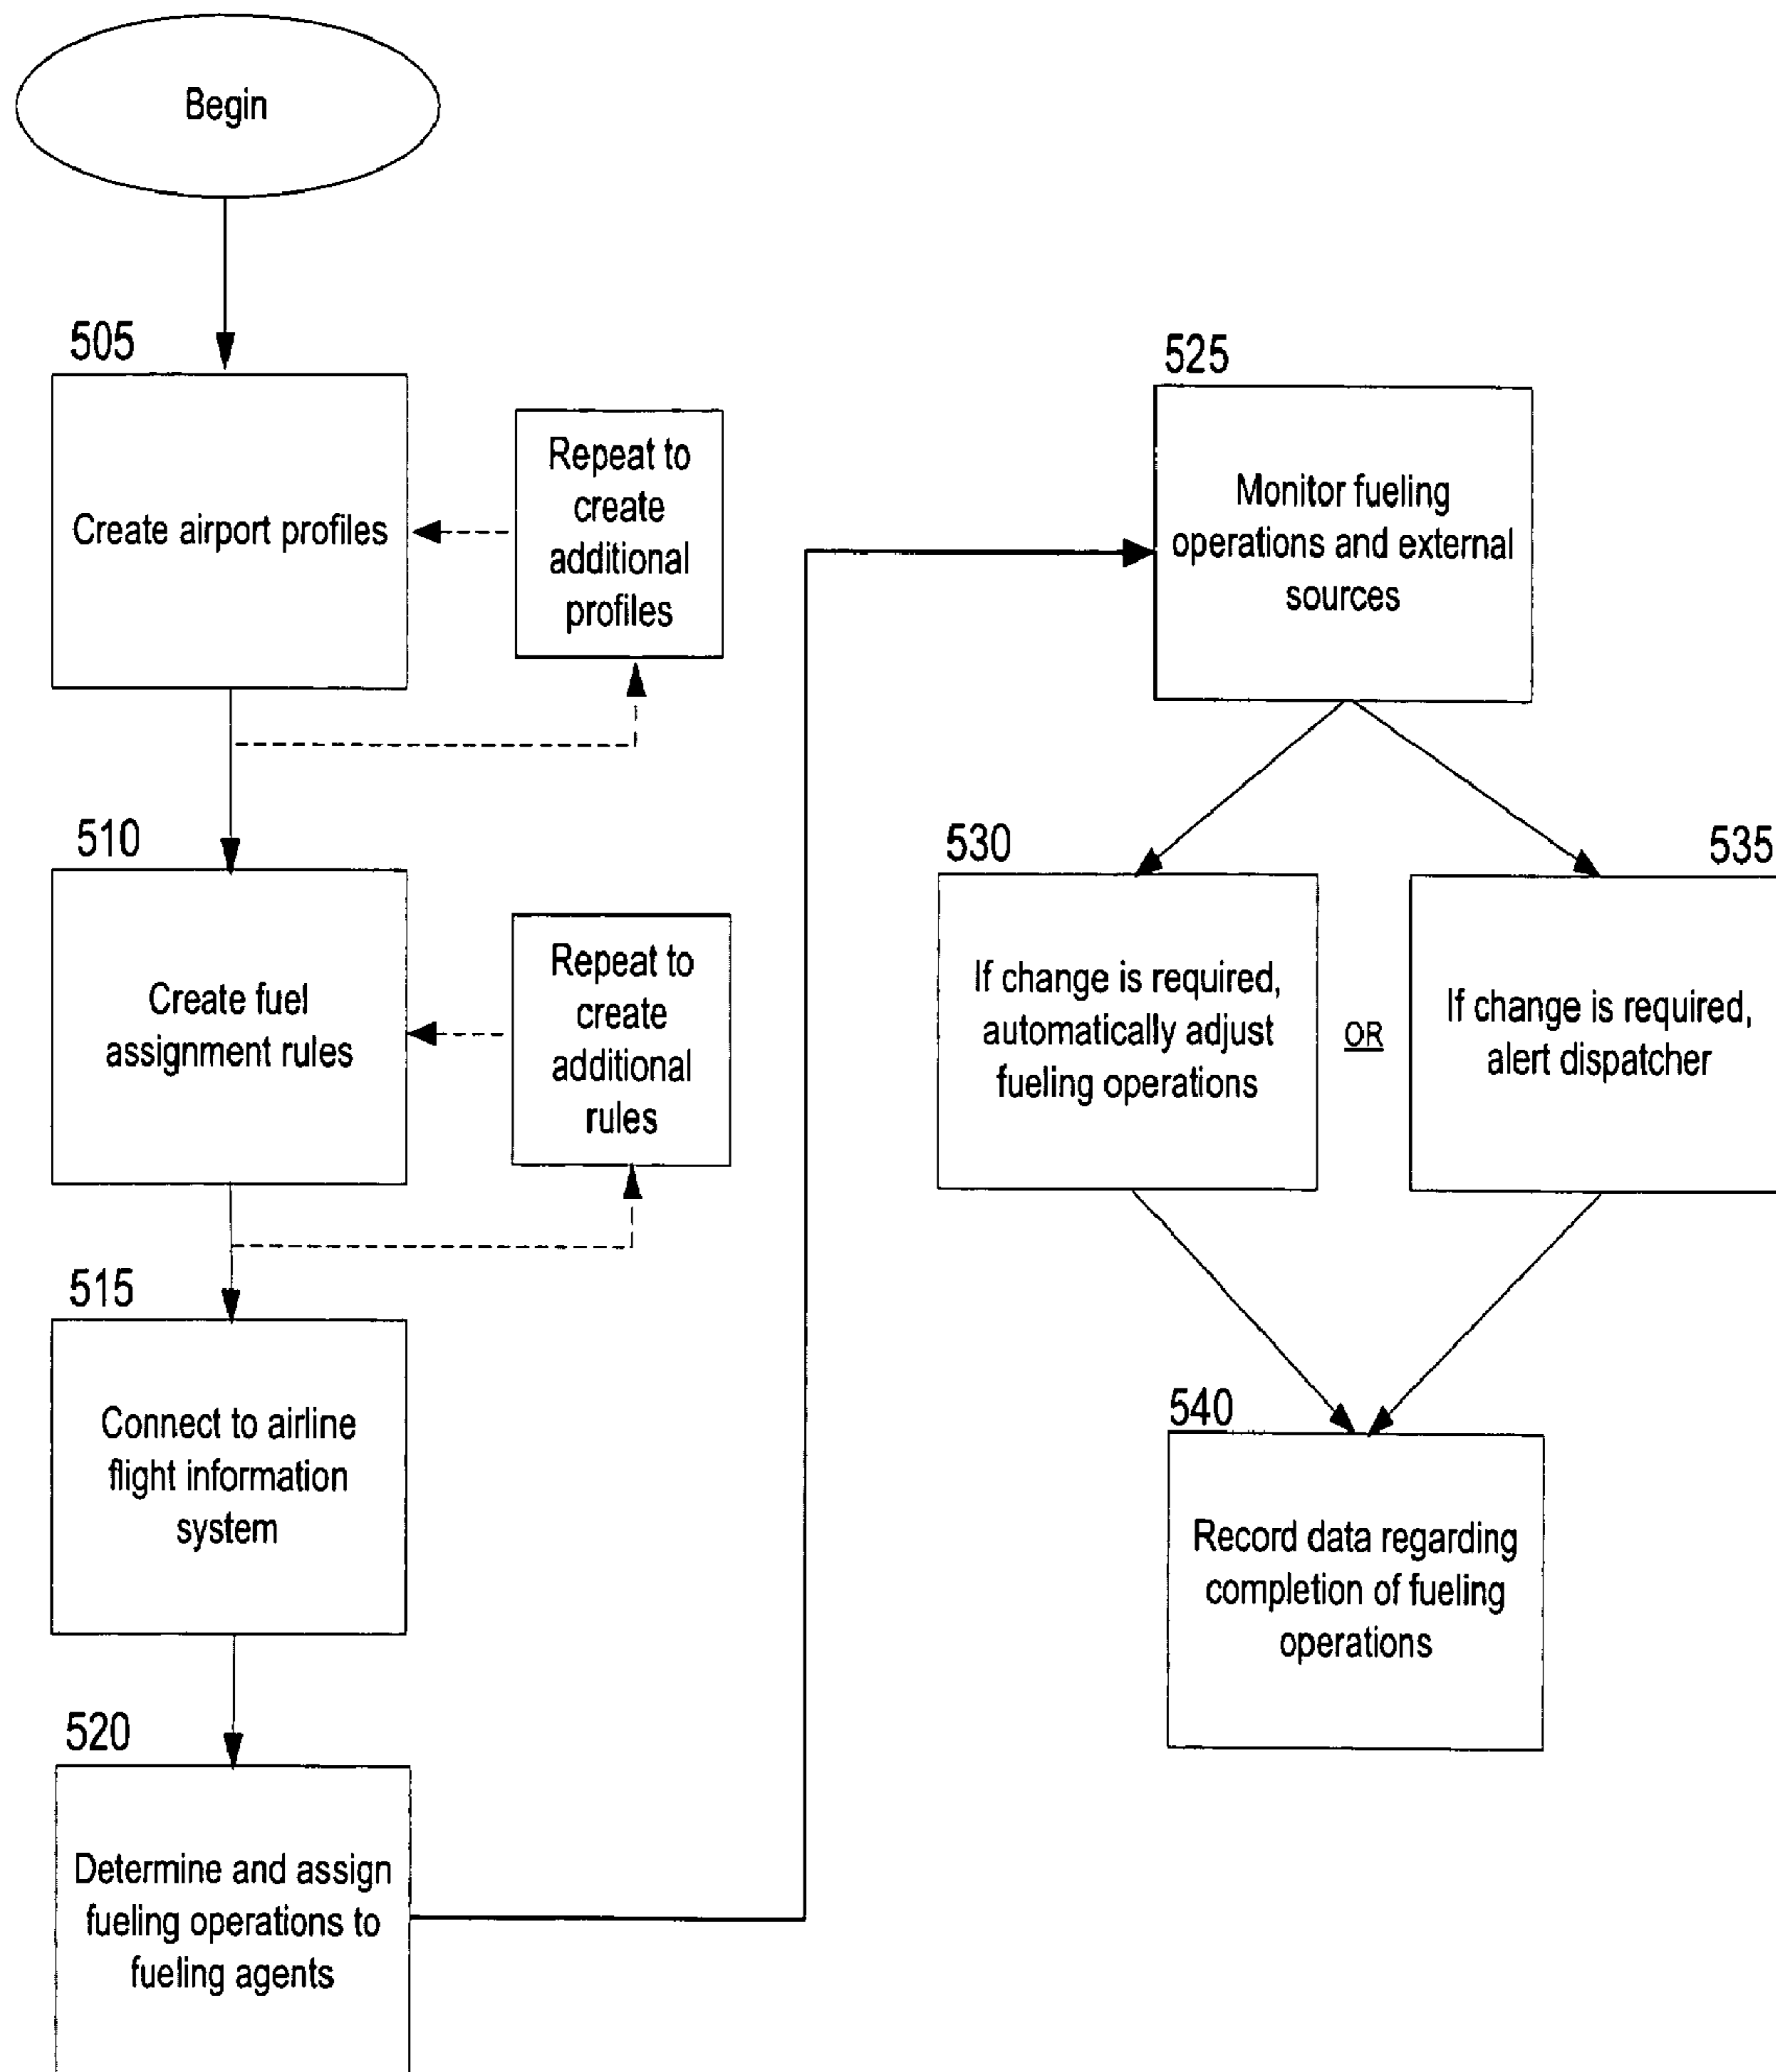 Begin
505
Create airport profiles
Repeat to
create
additional
profiles
510
Create fuel
assignment rules
Repeat to
create
additional
rules
515
Connect to airline
flight information
system
520
Determine and assign
fueling operations to
fueling agents
525
Monitor fueling
operations and external
sources
530
If change is required,
automatically adjust
fueling operations
OR
535
If change is required,
alert dispatcher
540
Record data regarding
completion of fueling
operations